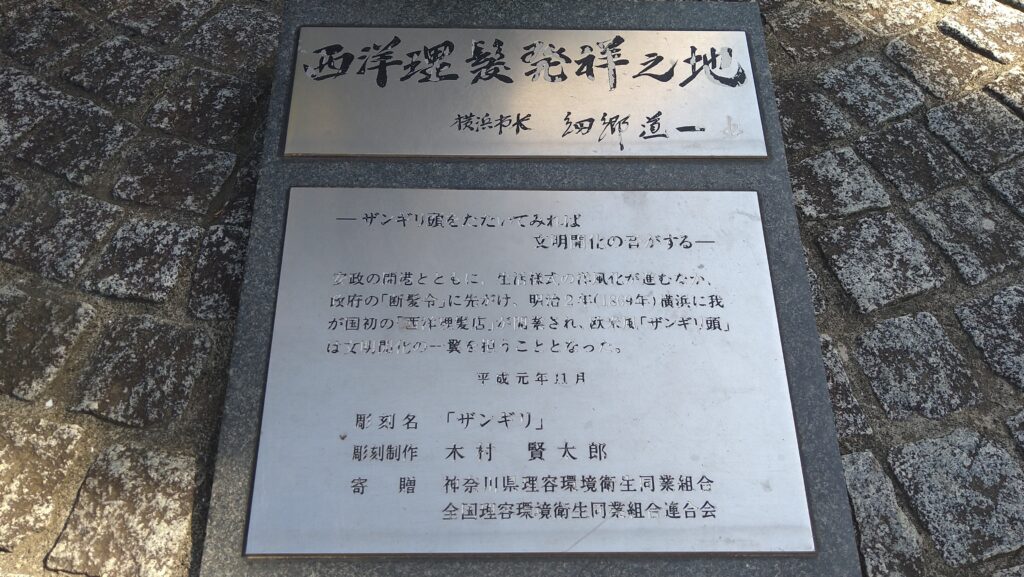 西洋理髪発祥之地
横浜市長 細郷道一
―ザンギリ頭をたたいてみれば
文明開化の音がする―
安政の開港とともに、生活様式の洋風化が進むなか、
政府の「断髪令」に先がけ、明治2年(1869年)横浜に我
が国初の「西洋理髪店」が開業され、欧米風「ザンギリ頭」
は文明開化の一翼を担うこととなった。
平成元年11月
彫刻名 「ザンギリ」
彫刻制作 木村 賢太郎
寄贈 神奈川県理容環境衛生同業組合
全国理容環境衛生同業組合連合会